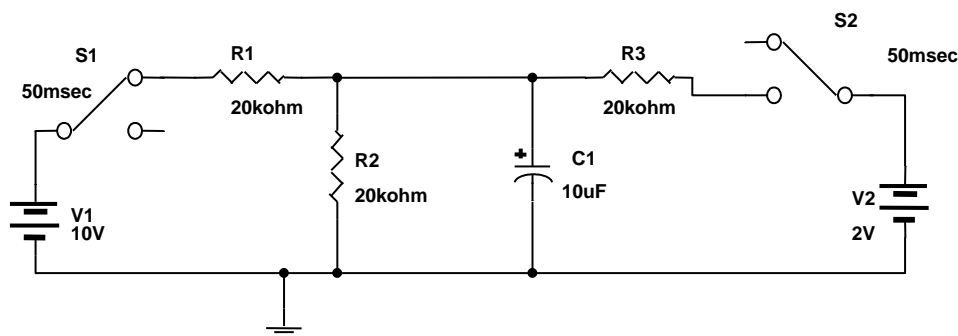 S1
50msec
R1
20kohm
R2
20kohm
+
C1
10uF
R3
20kohm
S2
50msec
V1
10V
V2
2V